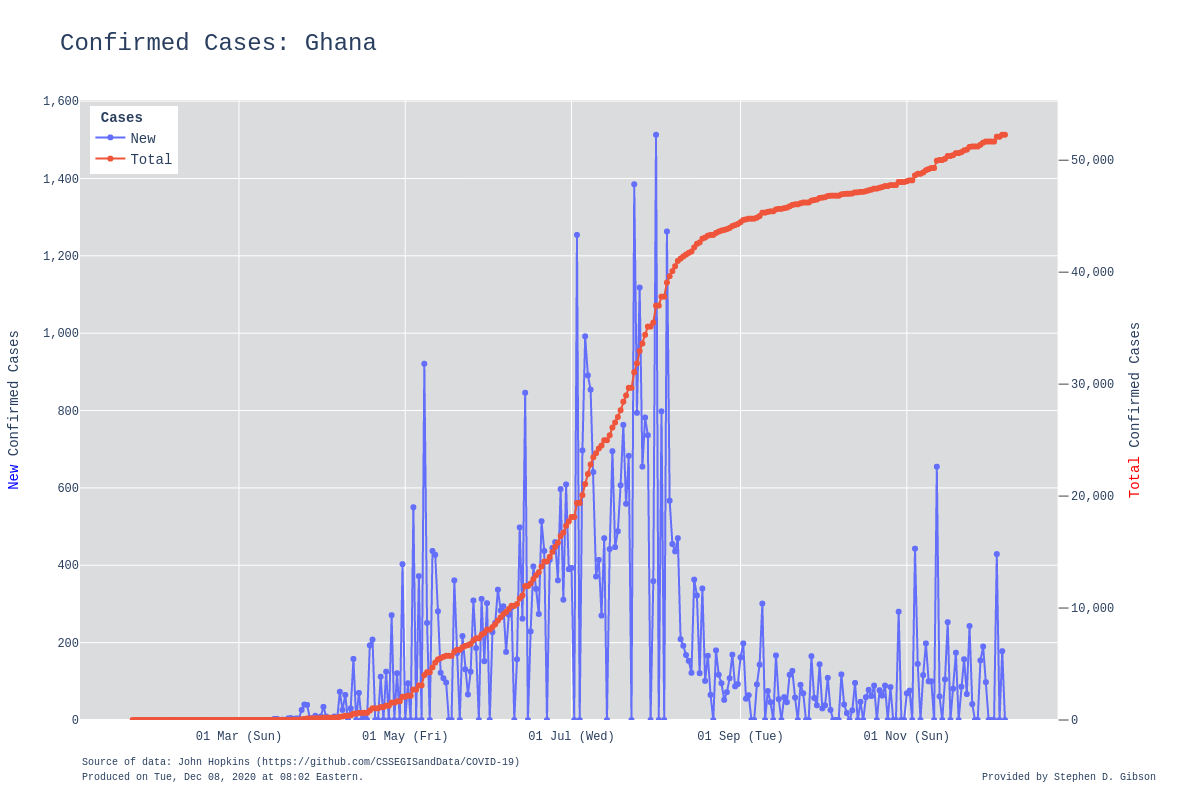 Confirmed Cases: Ghana
Cases
New
Total
1,600
1,400
1,200
1,000
800
600
400
200
0
New Confirmed Cases
50,000
40,000
30,000
20,000
10,000
0
Total Confirmed Cases
01 Mar (Sun) 01 May (Fri) 01 Jul (Wed) 01 Sep (Tue) 01 Nov (Sun)
Source of data: John Hopkins (https://github.com/CSSEGISandData/COVID-19)
Produced on Tue, Dec 08, 2020 at 08:02 Eastern.
Provided by Stephen D. Gibson